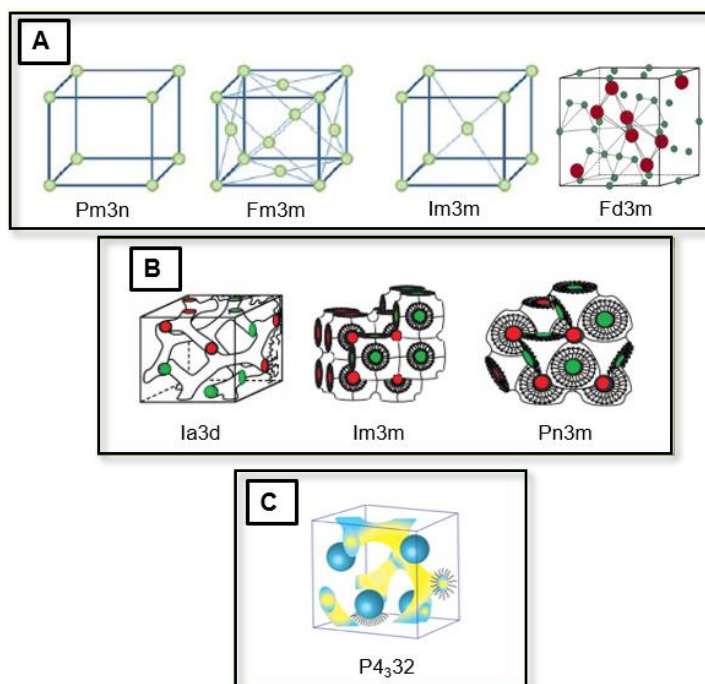 A
Pm3n Fm3m Im3m Fd3m
B
Ia3d Im3m Pn3m
C
P4₃32